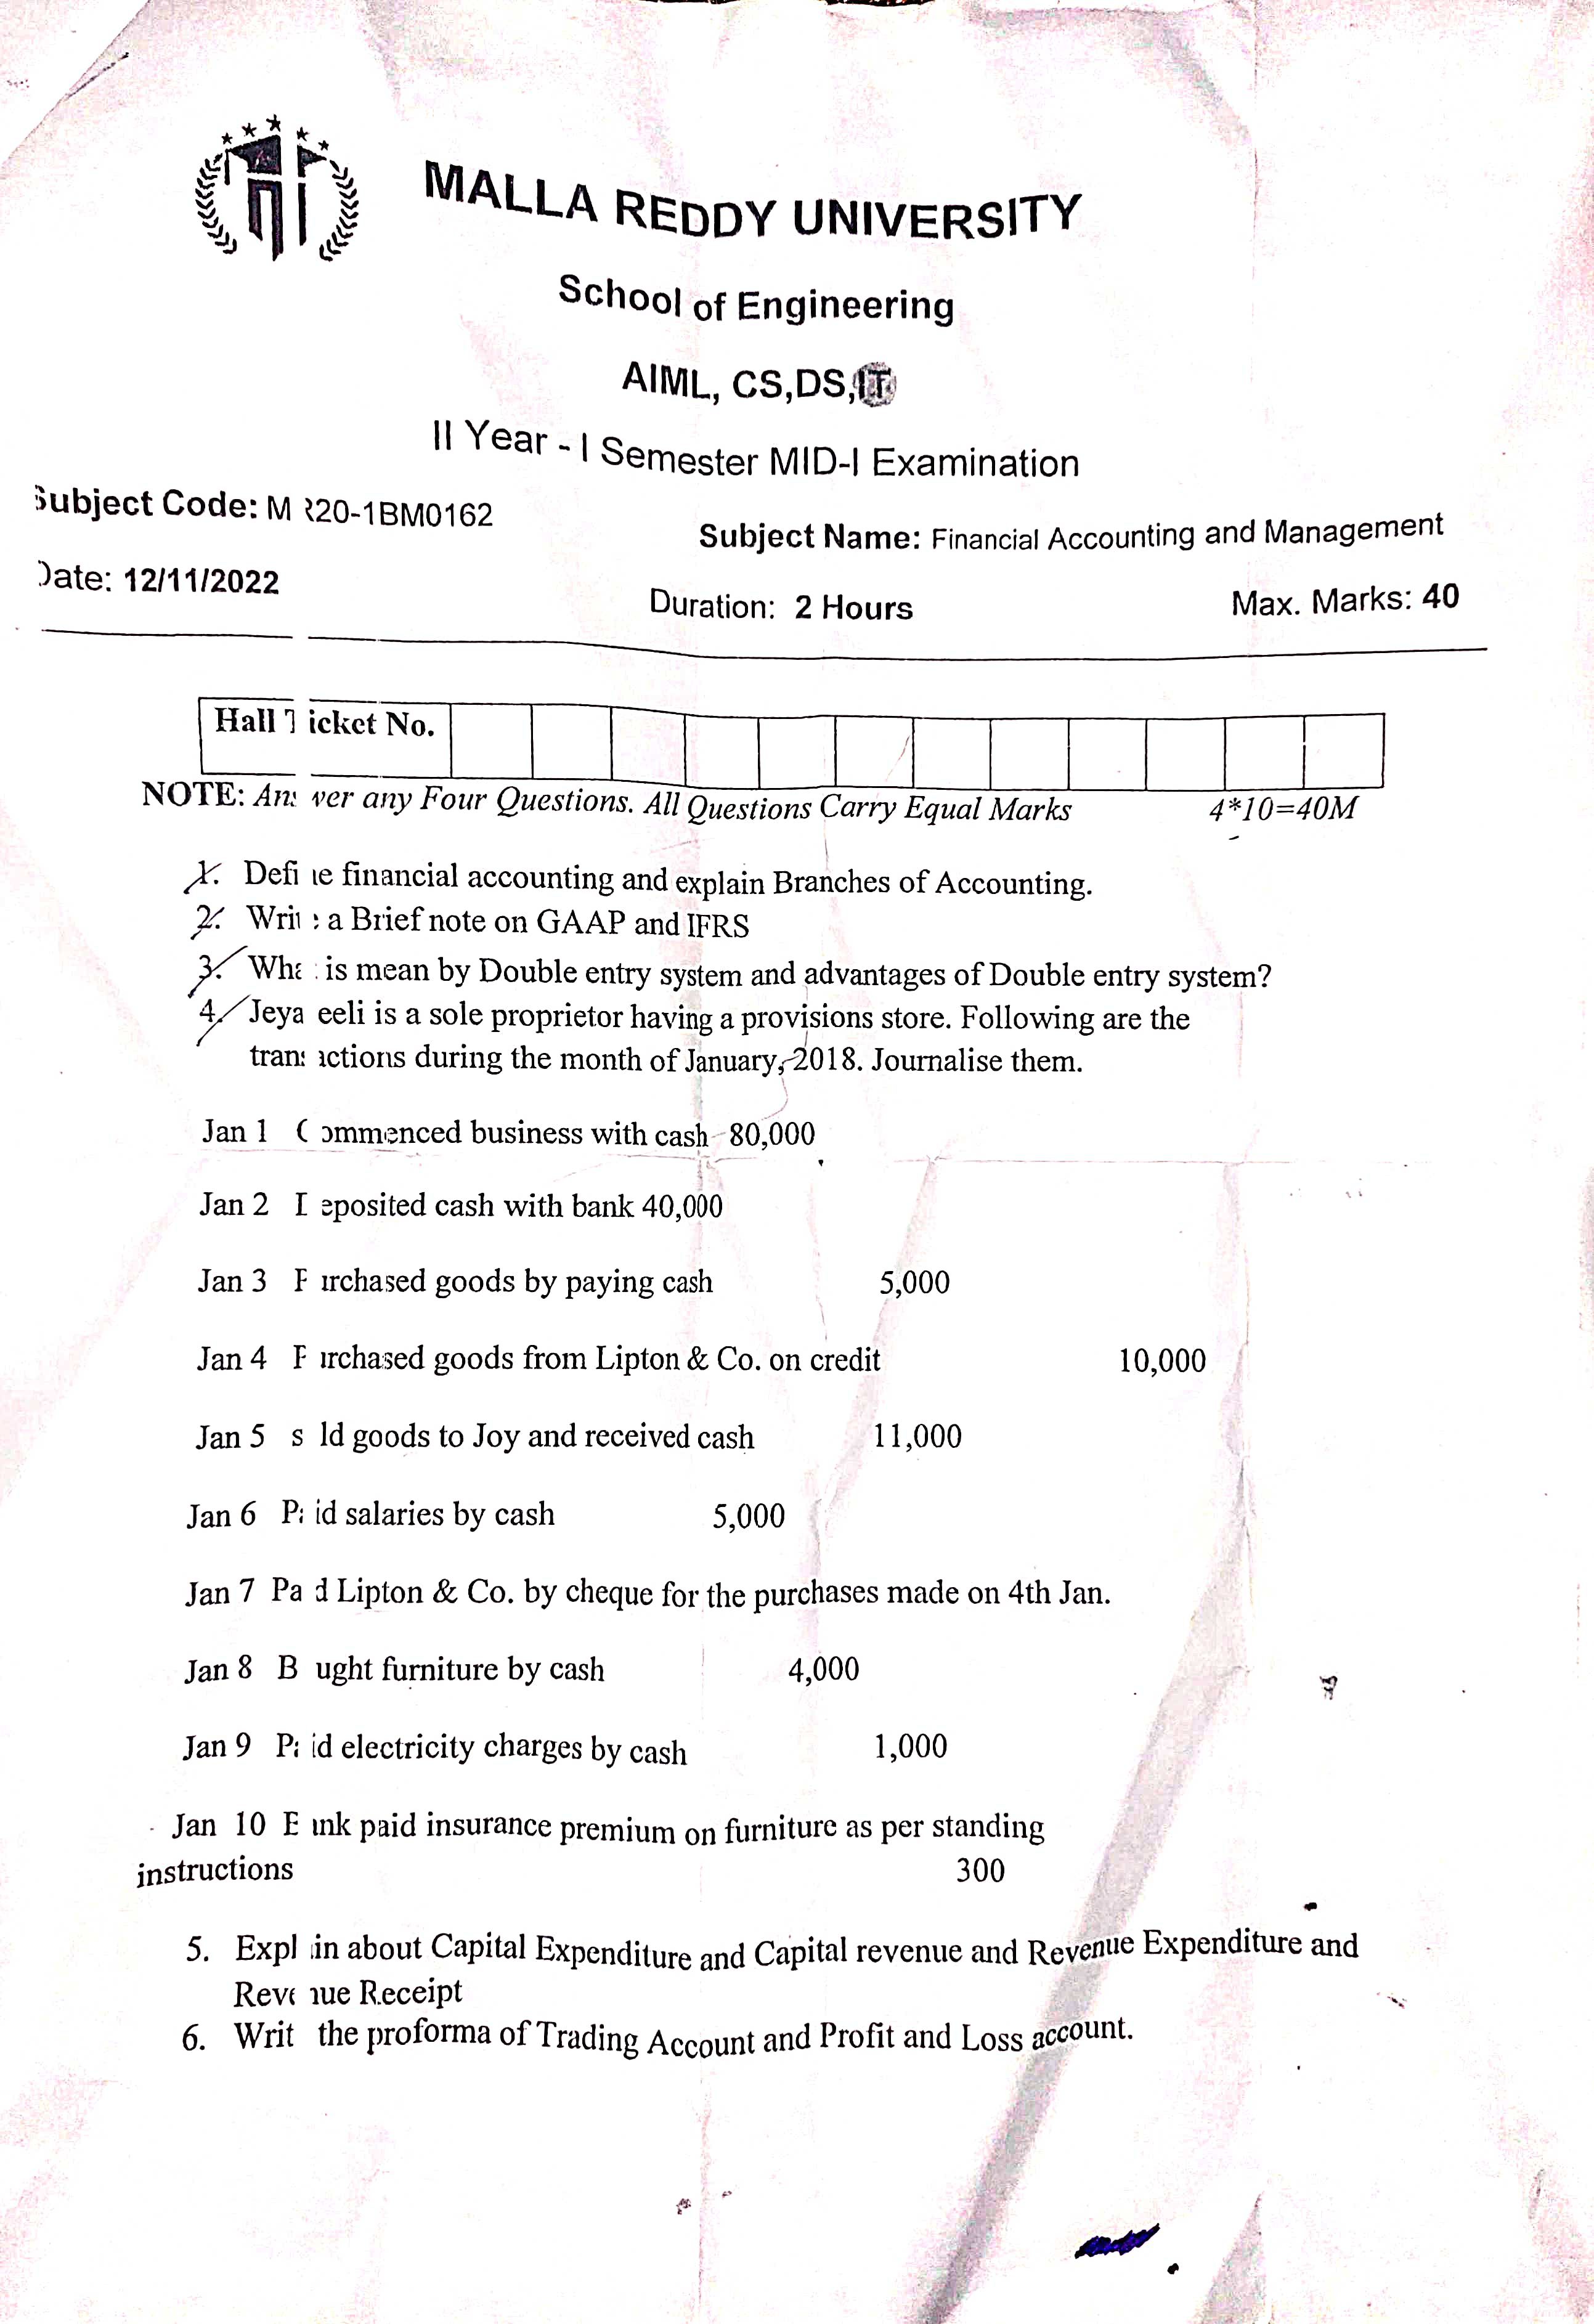 MALLA REDDY UNIVERSITY
School of Engineering
AIML, CS,DS,IT
II Year - I Semester MID-I Examination
Subject Code: M R20-1BM0162
Subject Name: Financial Accounting and Management
Date: 12/11/2022
Duration: 2 Hours
Max. Marks: 40
Hall Ticket No.
NOTE: Answer any Four Questions. All Questions Carry Equal Marks 4*10=40M
1. Define financial accounting and explain Branches of Accounting.
2. Write a Brief note on GAAP and IFRS
3. What is mean by Double entry system and advantages of Double entry system?
4. Jeyaseeli is a sole proprietor having a provisions store. Following are the
transactions during the month of January, 2018. Journalise them.
Jan 1 Commenced business with cash 80,000
Jan 2 Deposited cash with bank 40,000
Jan 3 Purchased goods by paying cash 5,000
Jan 4 Purchased goods from Lipton & Co. on credit 10,000
Jan 5 sold goods to Joy and received cash 11,000
Jan 6 Paid salaries by cash 5,000
Jan 7 Paid Lipton & Co. by cheque for the purchases made on 4th Jan.
Jan 8 Bought furniture by cash 4,000
Jan 9 Paid electricity charges by cash 1,000
Jan 10 Bank paid insurance premium on furniture as per standing
instructions 300
5. Explain about Capital Expenditure and Capital revenue and Revenue Expenditure and
Revenue Receipt
6. Write the proforma of Trading Account and Profit and Loss account.